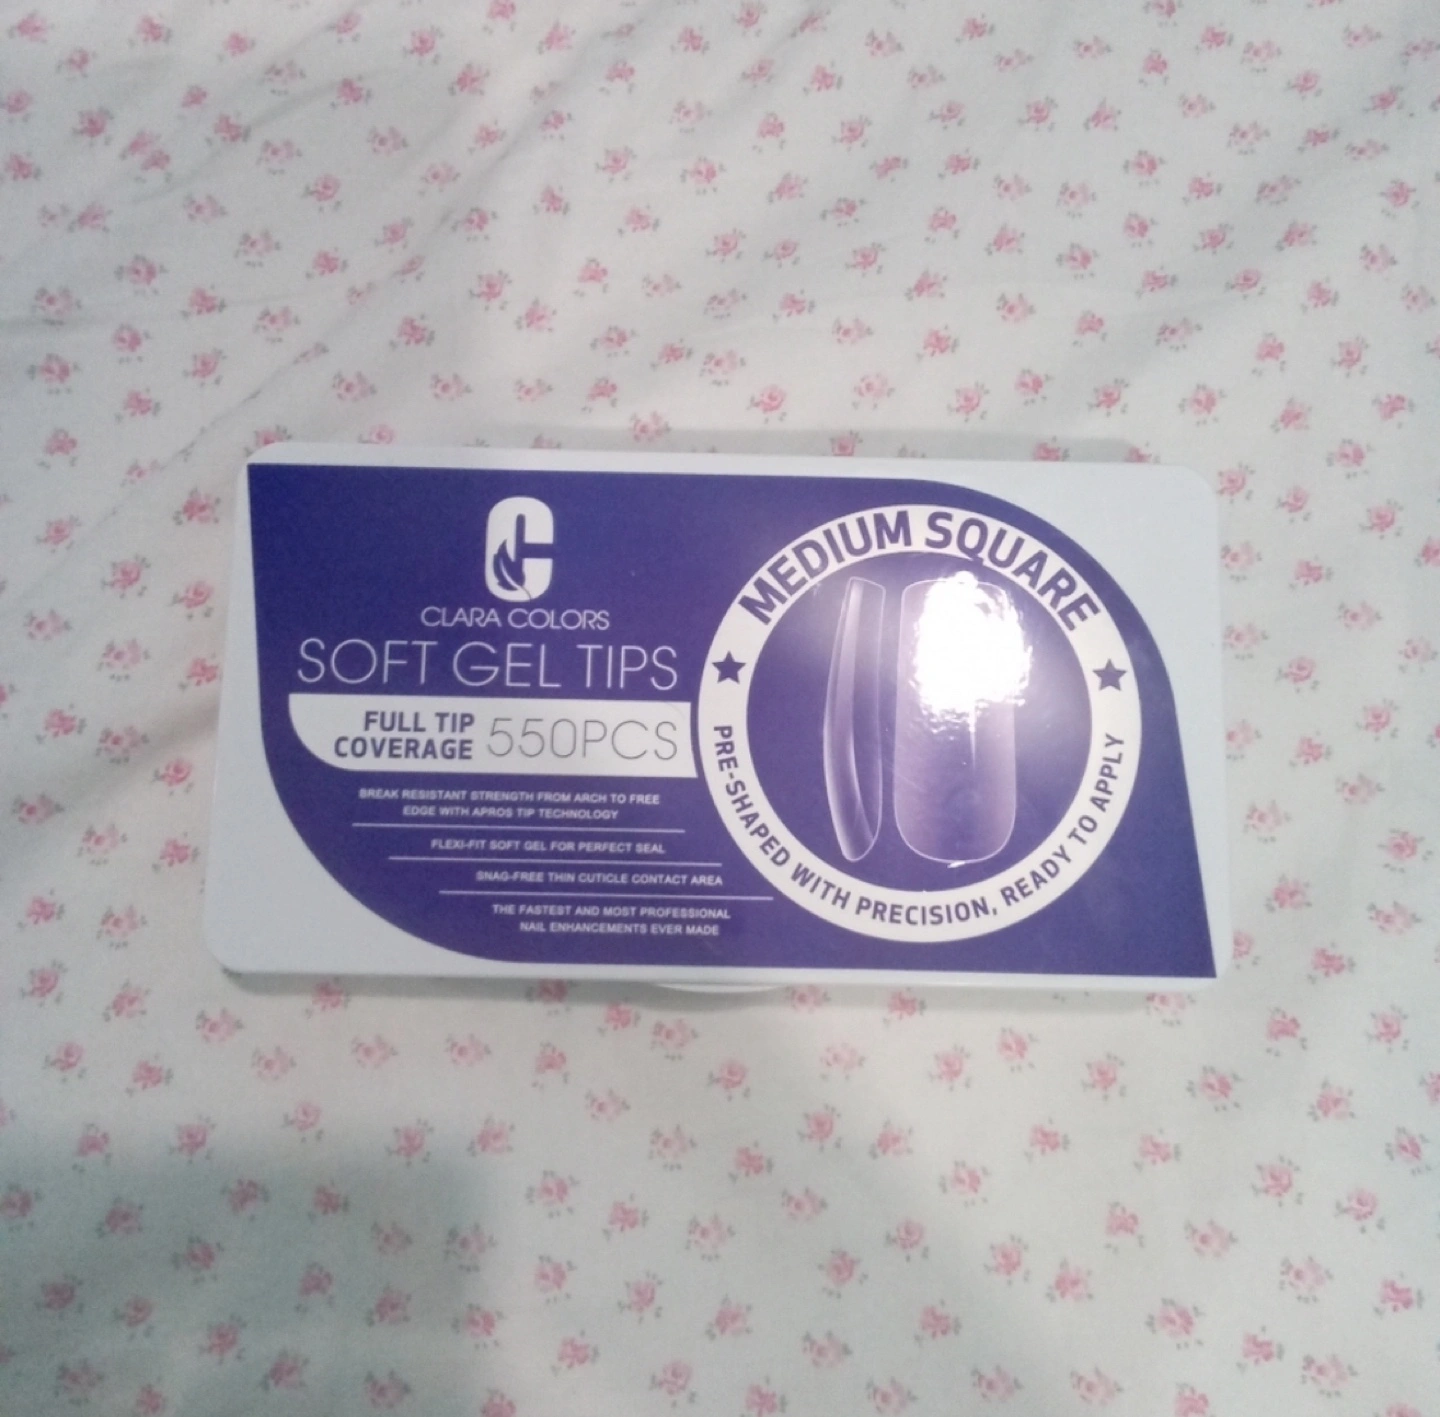 C
CLARA COLORS
SOFT GEL TIPS
FULL TIP
COVERAGE
550PCS
BREAK RESISTANT STRENGTH FROM ARCH TO FREE
EDGE WITH APROS TIP TECHNOLOGY
FLEXI-FIT SOFT GEL FOR PERFECT SEAL
SNAG-FREE THIN CUTICLE CONTACT AREA
THE FASTEST AND MOST PROFESSIONAL
NAIL ENHANCEMENTS EVER MADE
MEDIUM SQUARE
PRE-SHAPED WITH PRECISION, READY TO APPLY